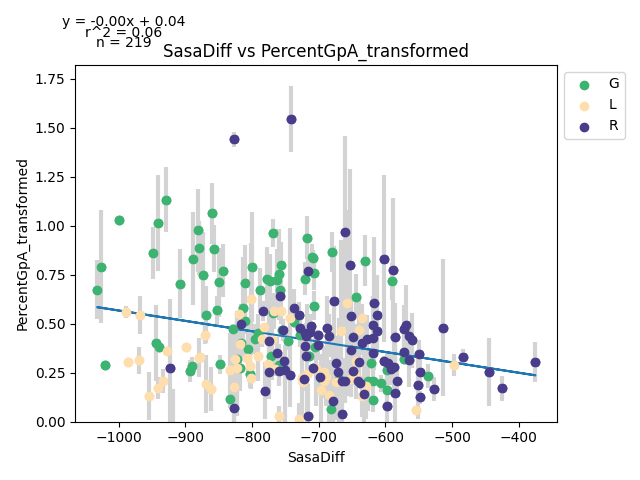 y = -0.00x + 0.04
r^2 = 0.06
n = 219
SasaDiff vs PercentGpA_transformed
G
L
R
PercentGpA_transformed
1.75
1.50
1.25
1.00
0.75
0.50
0.25
0.00
−1000 −900 −800 −700 −600 −500 −400
SasaDiff